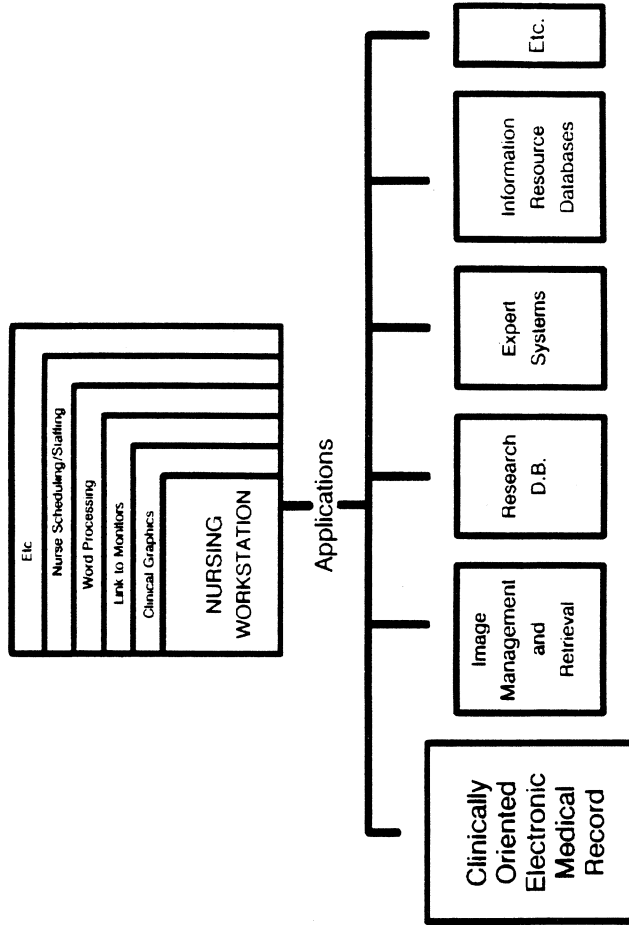 Etc
Nurse Scheduling/Staffing
Word Processing
Link to Monitors
Clinical Graphics
NURSING
WORKSTATION
Applications
Clinically
Oriented
Electronic
Medical
Record
Image
Management
and
Retrieval
Research
D.B.
Expert
Systems
Information
Resource
Databases
Etc.